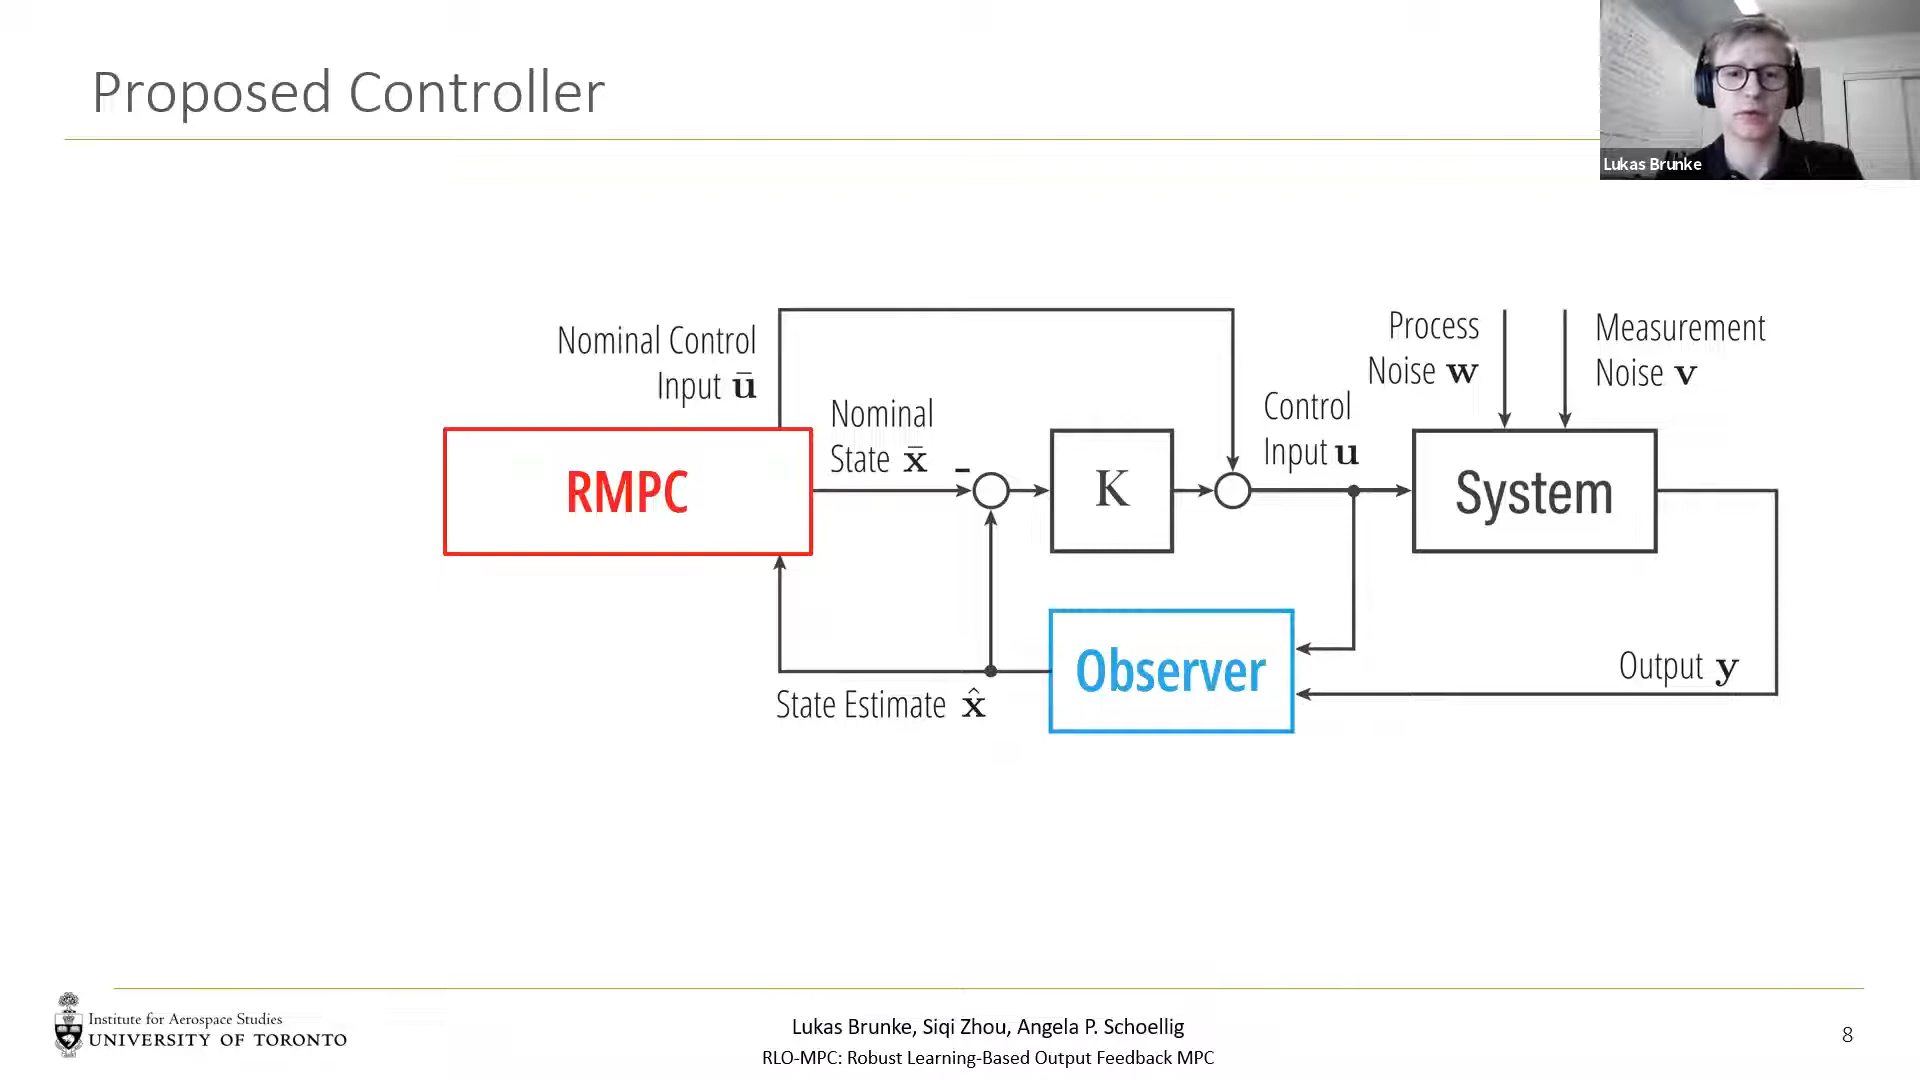 Proposed Controller
Lukas Brunke
Nominal Control
Input ū
Nominal
State x̄
-
K
Control
Input u
Process
Noise w
Measurement
Noise v
RMPC
System
Observer
State Estimate x̂
Output y
Institute for Aerospace Studies
UNIVERSITY OF TORONTO
Lukas Brunke, Siqi Zhou, Angela P. Schoellig
RLO-MPC: Robust Learning-Based Output Feedback MPC
8